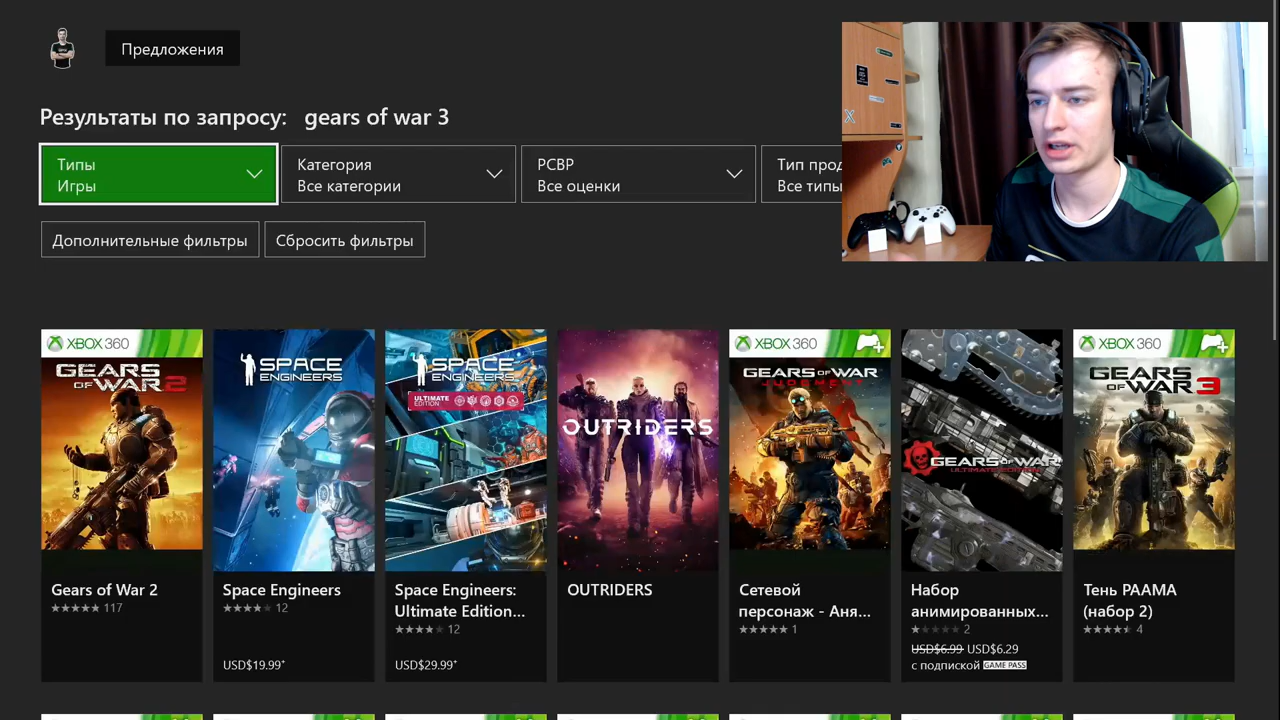 Предложения
Результаты по запросу: gears of war 3
Типы
Игры
Категория
Все категории
РСВР
Все оценки
Тип прод
Все типы
Дополнительные фильтры
Сбросить фильтры
XBOX 360
GEARS
OF WAR 2
SPACE
ENGINEERS
SPACE
ENGINEERS
ULTIMATE
EDITION
OUTRIDERS
XBOX 360
GEARS OF WAR
JUDGMENT
GEARS OF WAR
ULTIMATE EDITION
XBOX 360
GEARS
OF WAR 3
Gears of War 2
117
Space Engineers
12
USD$19.99+
Space Engineers:
Ultimate Edition...
12
USD$29.99+
OUTRIDERS
Сетевой
персонаж - Аня...
1
Набор
анимированных...
2
USD$6.99 USD$6.29
с подпиской GAME PASS
Тень РААМА
(набор 2)
4